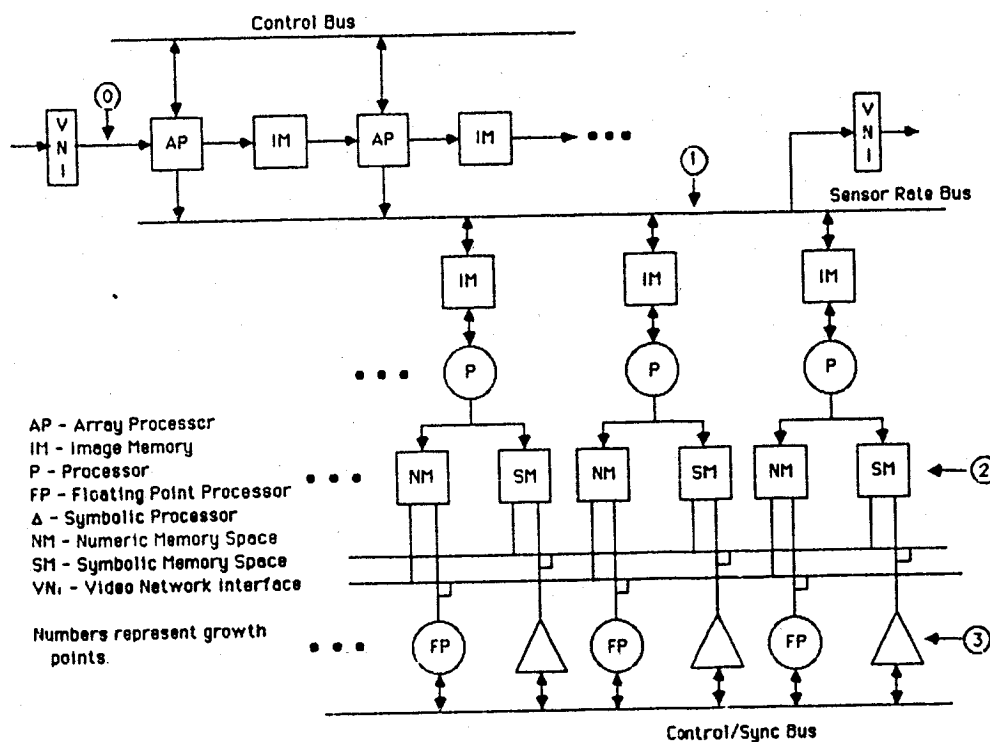 Control Bus
0
VNI
AP
IM
AP
IM
VNI
1
Sensor Rate Bus
IM
IM
IM
P
P
P
AP - Array Processor
IM - Image Memory
P - Processor
FP - Floating Point Processor
Δ - Symbolic Processor
NM - Numeric Memory Space
SM - Symbolic Memory Space
VNI - Video Network Interface
NM
SM
NM
SM
NM
SM
2
Numbers represent growth
points.
FP
FP
FP
3
Control/Sync Bus